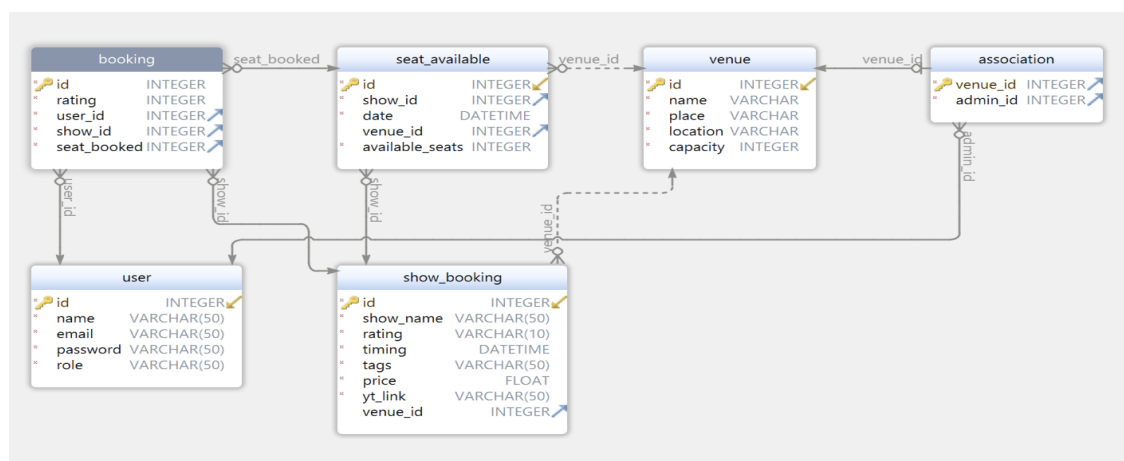 booking
id INTEGER
rating INTEGER
user_id INTEGER
show_id INTEGER
seat_booked INTEGER
seat_booked
seat_available
id INTEGER
show_id INTEGER
date DATETIME
venue_id INTEGER
available_seats INTEGER
venue_id
venue
id INTEGER
name VARCHAR
place VARCHAR
location VARCHAR
capacity INTEGER
venue_id
association
venue_id INTEGER
admin_id INTEGER
user_id
show_id
show_id
venue_id
admin_id
user
id INTEGER
name VARCHAR(50)
email VARCHAR(50)
password VARCHAR(50)
role VARCHAR(50)
show_booking
id INTEGER
show_name VARCHAR(50)
rating VARCHAR(10)
timing DATETIME
tags VARCHAR(50)
price FLOAT
yt_link VARCHAR(50)
venue_id INTEGER